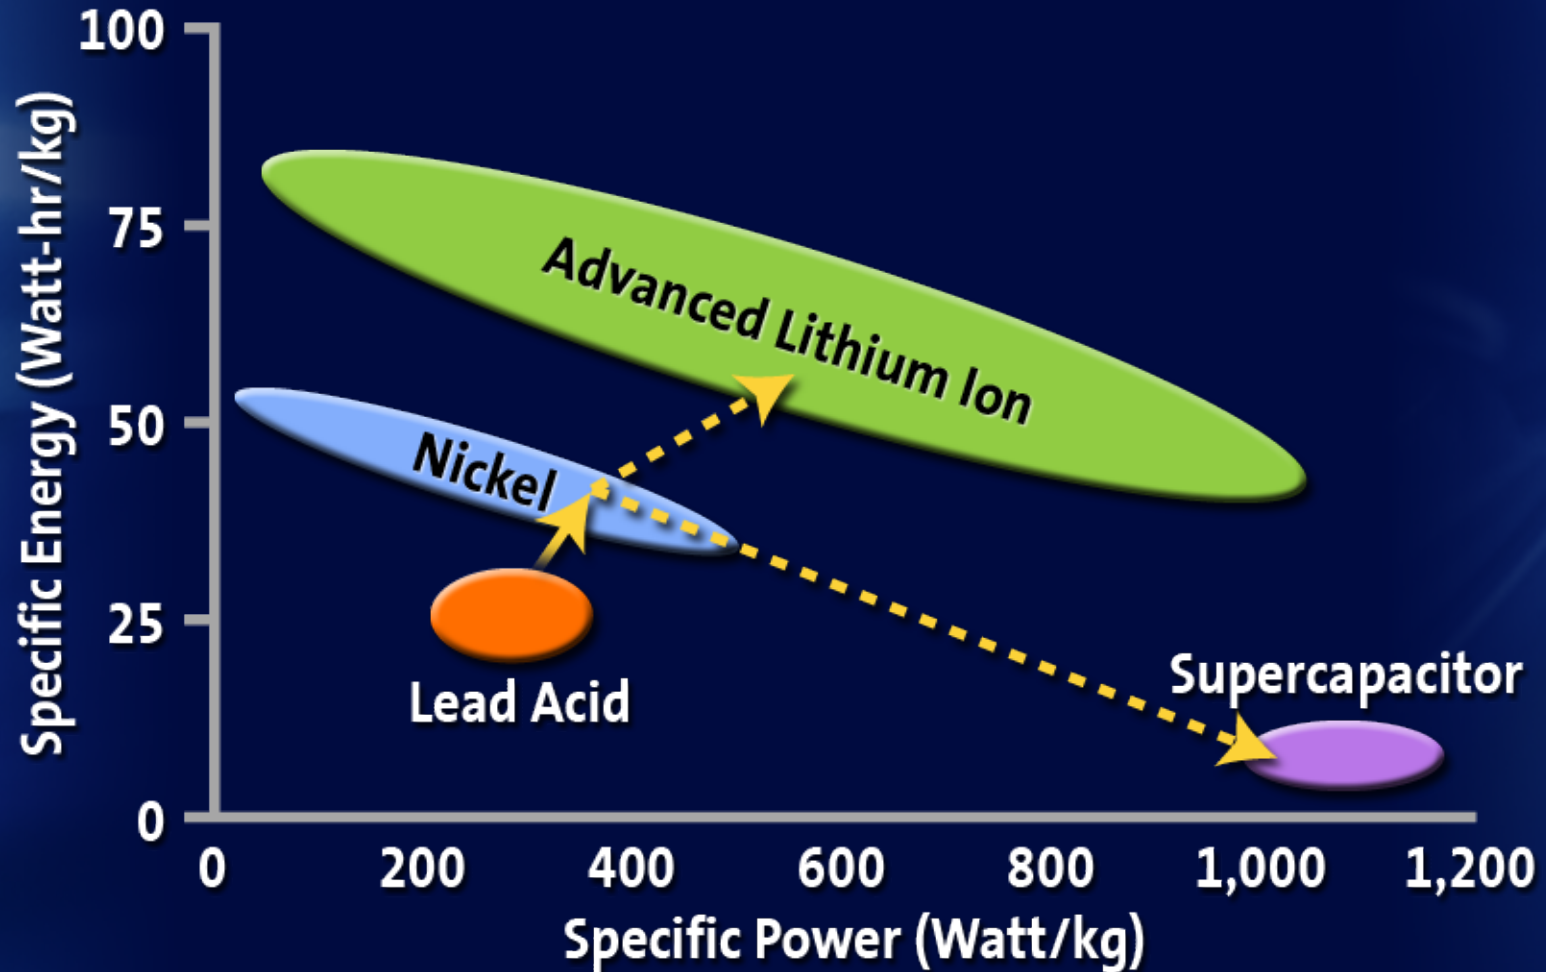 Specific Energy (Watt-hr/kg)
100
75
50
25
0
Advanced Lithium Ion
Nickel
Lead Acid
Supercapacitor
0 200 400 600 800 1,000 1,200
Specific Power (Watt/kg)